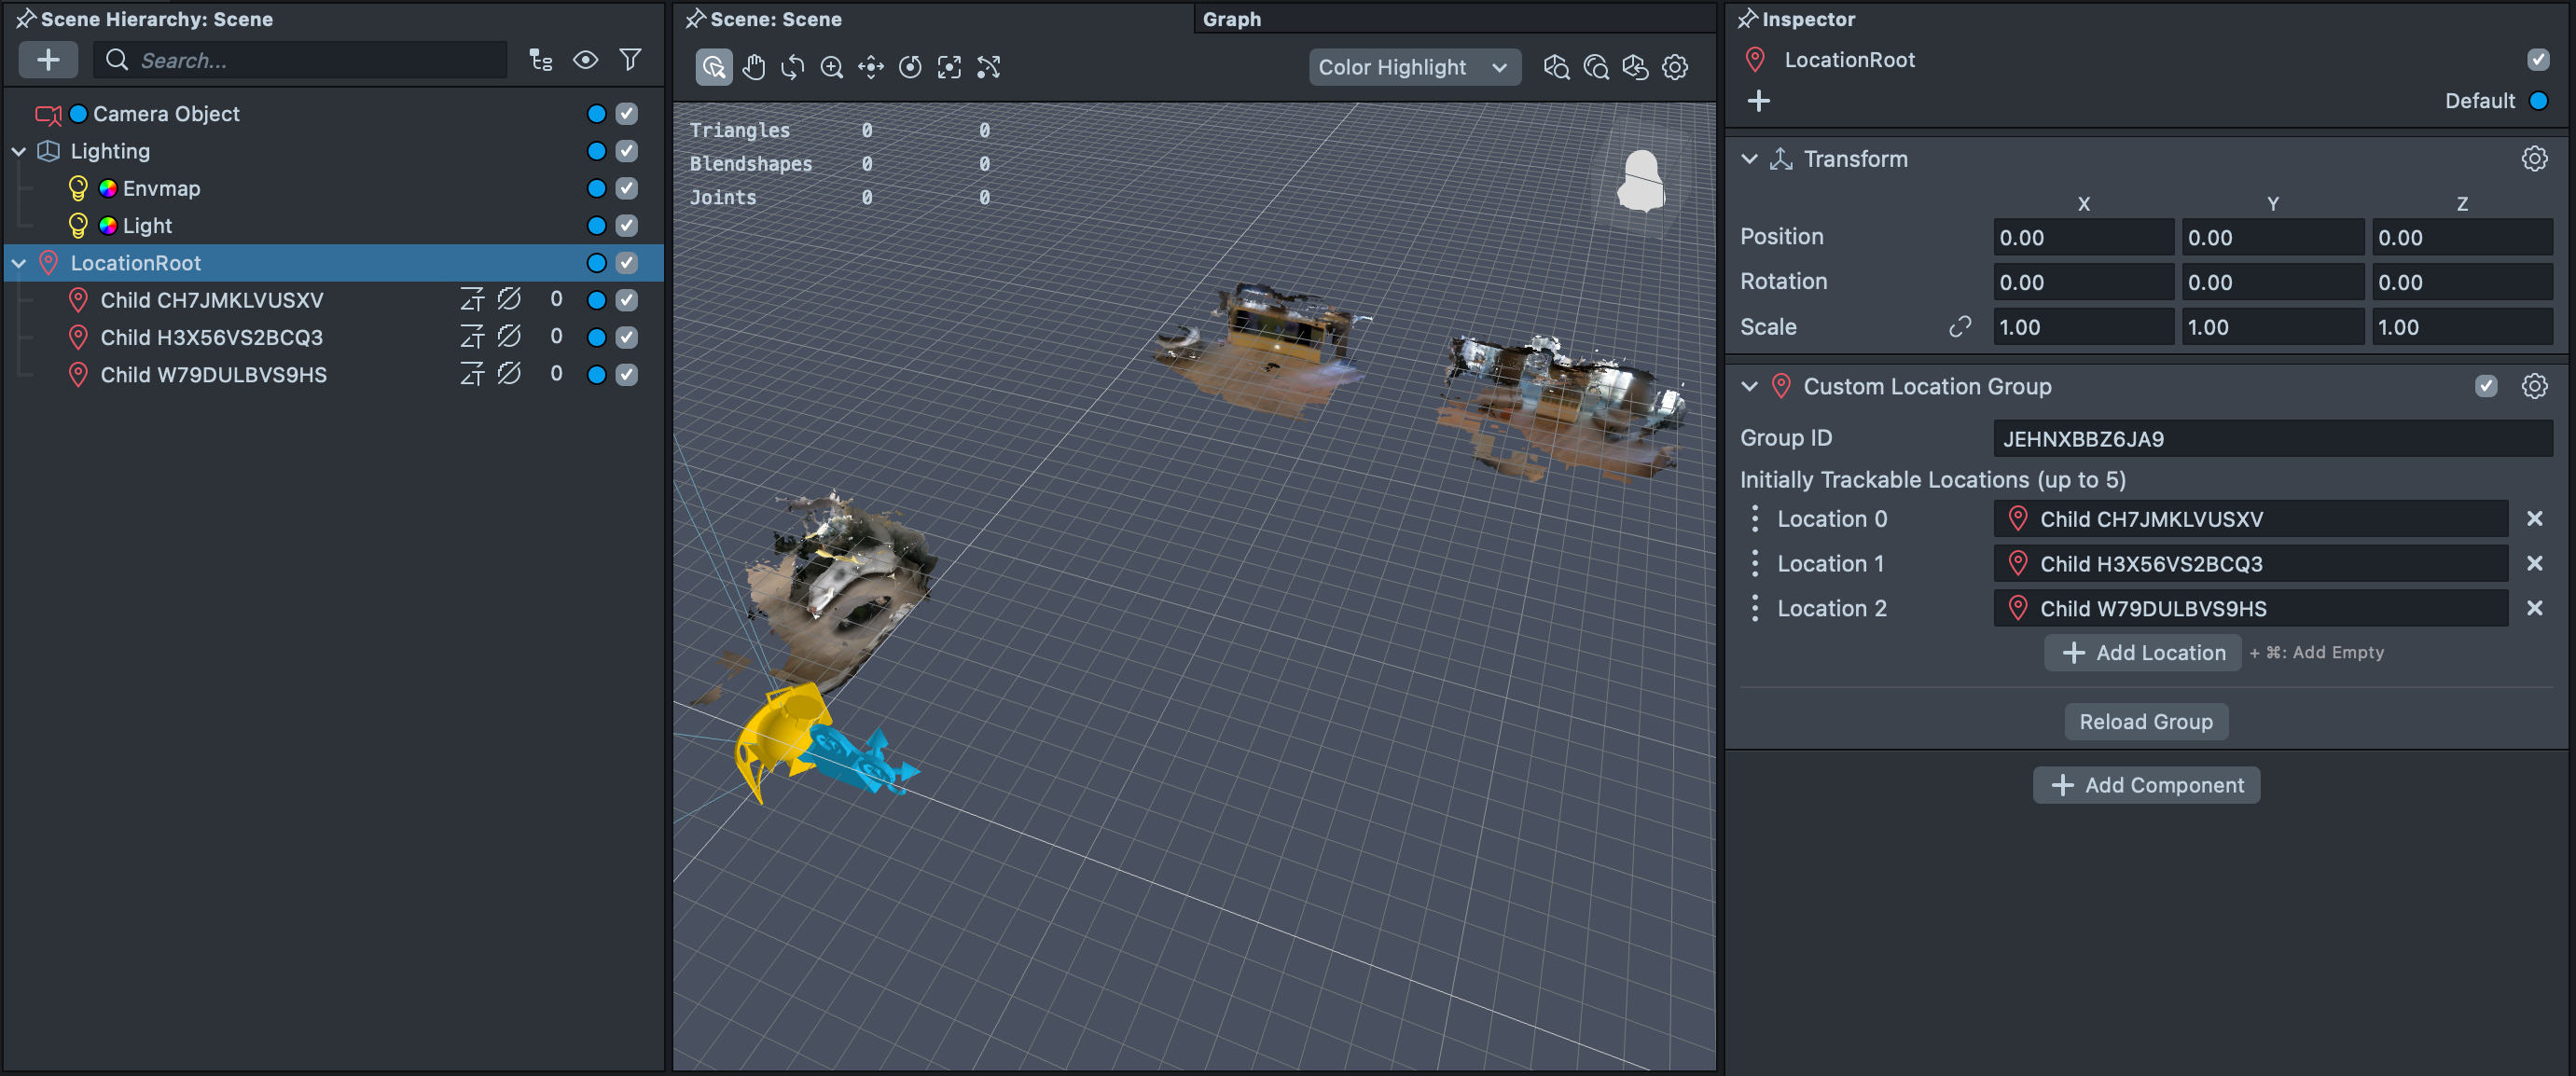 Scene Hierarchy: Scene
Search...
Camera Object
Lighting
Envmap
Light
LocationRoot
Child CH7JMKLVUSXV 0
Child H3X56VS2BCQ3 0
Child W79DULBVS9HS 0
Scene: Scene
Graph
Color Highlight
Triangles 0 0
Blendshapes 0 0
Joints 0 0
Inspector
LocationRoot
Default
Transform
X Y Z
Position 0.00 0.00 0.00
Rotation 0.00 0.00 0.00
Scale 1.00 1.00 1.00
Custom Location Group
Group ID JEHNXBBZ6JA9
Initially Trackable Locations (up to 5)
Location 0 Child CH7JMKLVUSXV
Location 1 Child H3X56VS2BCQ3
Location 2 Child W79DULBVS9HS
+ Add Location + ⌘: Add Empty
Reload Group
+ Add Component